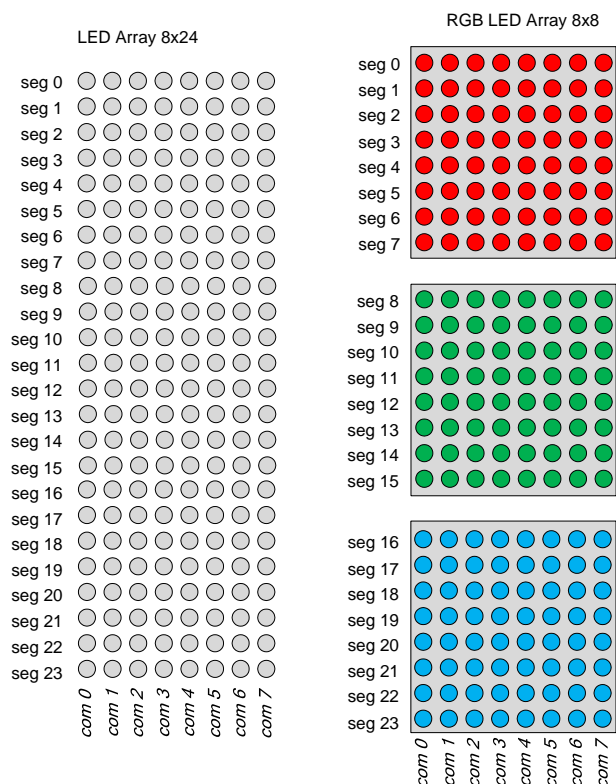 LED Array 8x24
seg 0
seg 1
seg 2
seg 3
seg 4
seg 5
seg 6
seg 7
seg 8
seg 9
seg 10
seg 11
seg 12
seg 13
seg 14
seg 15
seg 16
seg 17
seg 18
seg 19
seg 20
seg 21
seg 22
seg 23
com 0
com 1
com 2
com 3
com 4
com 5
com 6
com 7
RGB LED Array 8x8
seg 0
seg 1
seg 2
seg 3
seg 4
seg 5
seg 6
seg 7
seg 8
seg 9
seg 10
seg 11
seg 12
seg 13
seg 14
seg 15
seg 16
seg 17
seg 18
seg 19
seg 20
seg 21
seg 22
seg 23
com 0
com 1
com 2
com 3
com 4
com 5
com 6
com 7